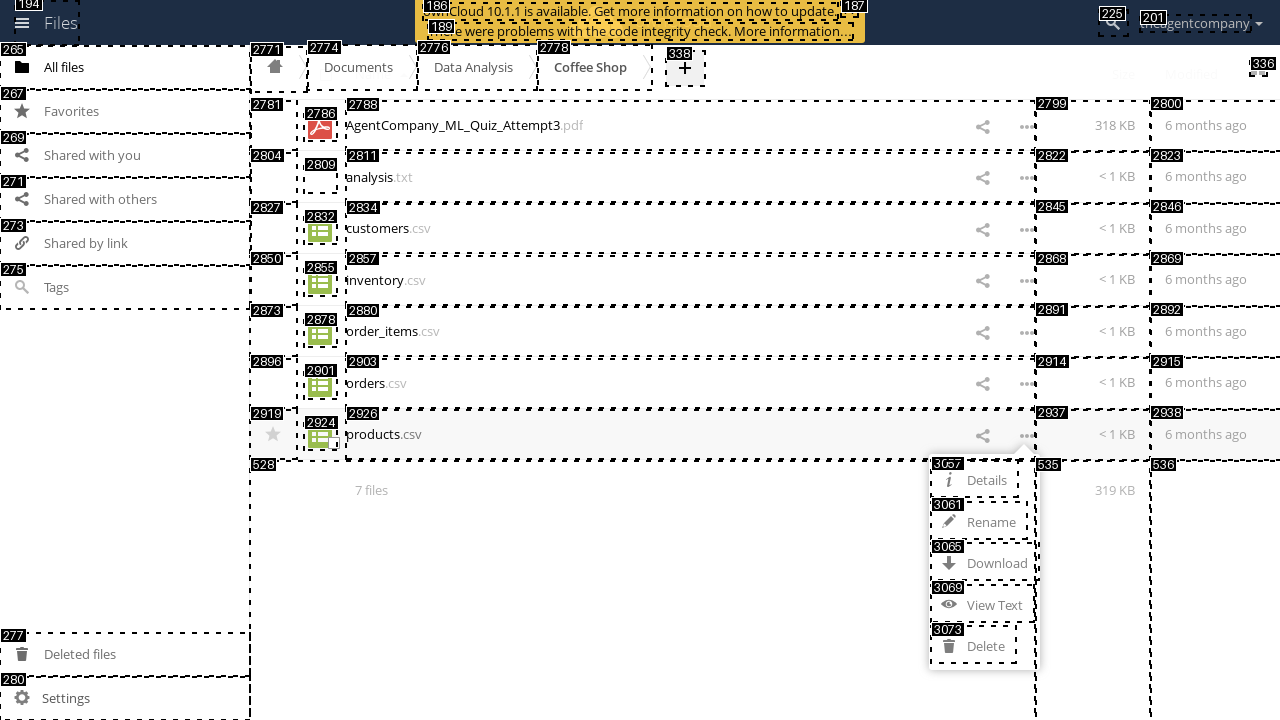 194
Files
186
ownCloud 10.1.1 is available. Get more information on how to update.
187
189
There were problems with the code integrity check. More information…
225
201
theagentcompany
265
All files
267
Favorites
269
Shared with you
271
Shared with others
273
Shared by link
275
Tags
277
Deleted files
280
Settings
2771
2774
Documents
2776
Data Analysis
2778
Coffee Shop
338
+
Size
Modified
336
2781
2786
2788
AgentCompany_ML_Quiz_Attempt3.pdf
2799
318 KB
2800
6 months ago
2804
2809
2811
analysis.txt
2822
< 1 KB
2823
6 months ago
2827
2832
2834
customers.csv
2845
< 1 KB
2846
6 months ago
2850
2855
2857
inventory.csv
2868
< 1 KB
2869
6 months ago
2873
2878
2880
order_items.csv
2891
< 1 KB
2892
6 months ago
2896
2901
2903
orders.csv
2914
< 1 KB
2915
6 months ago
2919
2924
2926
products.csv
2937
< 1 KB
2938
6 months ago
528
7 files
535
319 KB
536
3057
Details
3061
Rename
3065
Download
3069
View Text
3073
Delete